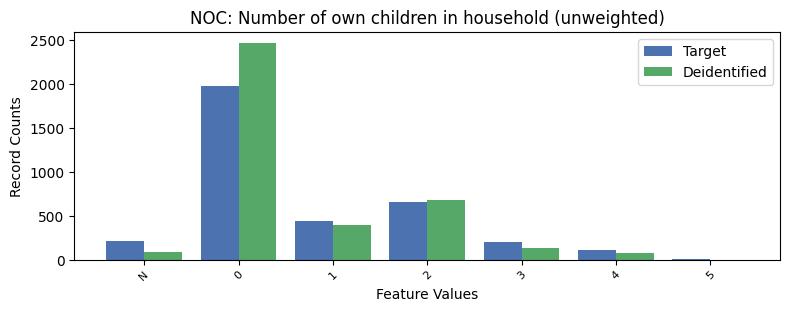 NOC: Number of own children in household (unweighted)
Target
Deidentified
Record Counts
2500
2000
1500
1000
500
0
N 0 1 2 3 4 5
Feature Values